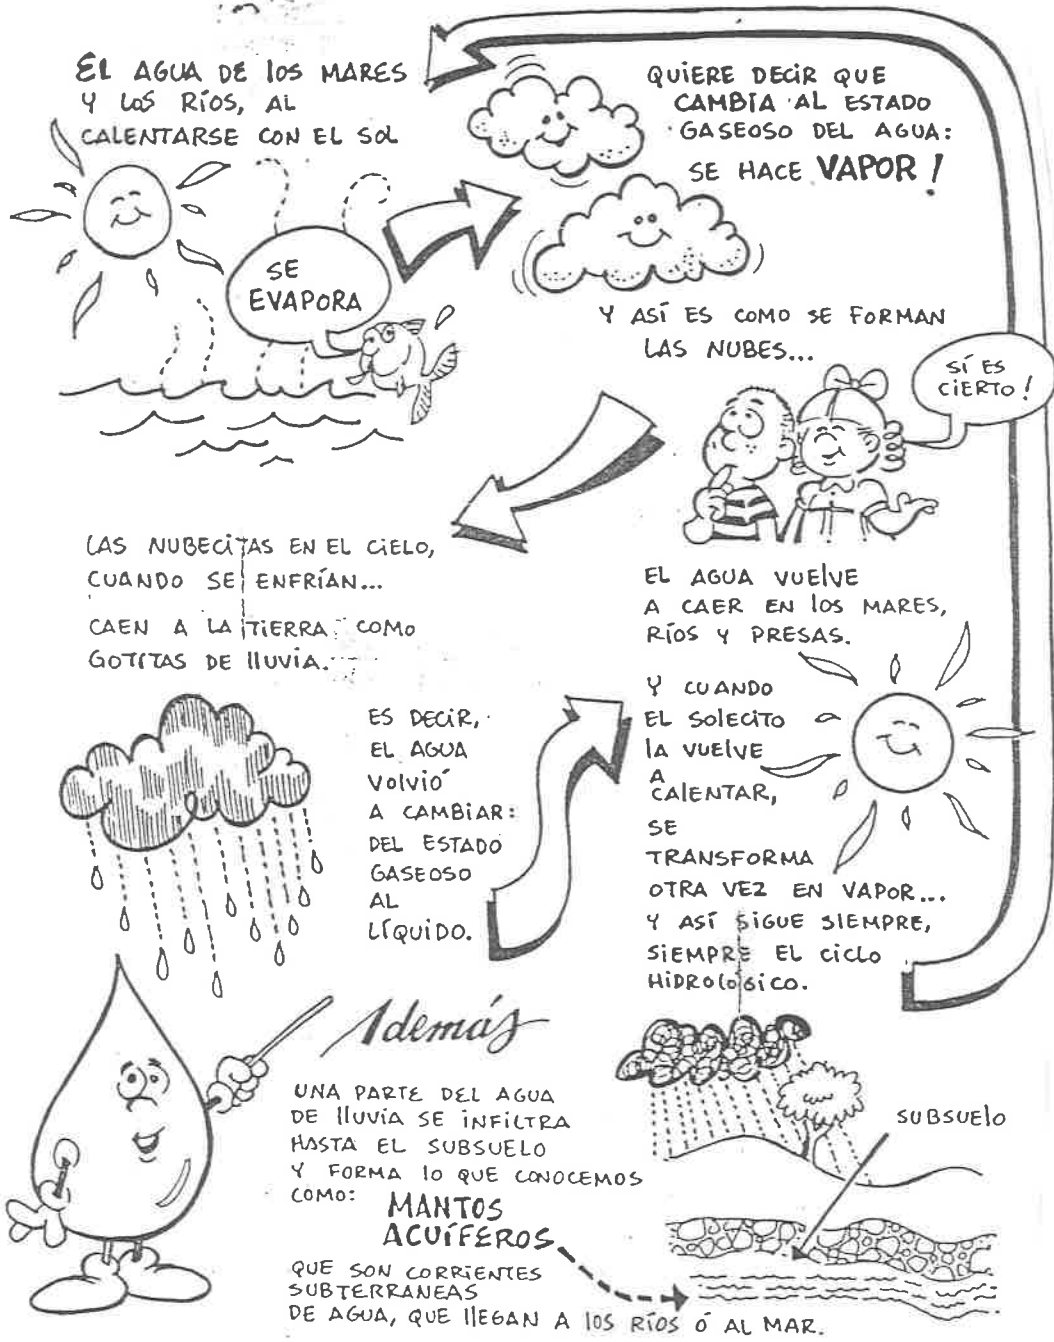 EL AGUA DE LOS MARES
Y LOS RÍOS, AL
CALENTARSE CON EL SOL
SE
EVAPORA
QUIERE DECIR QUE
CAMBIA AL ESTADO
GASEOSO DEL AGUA:
SE HACE VAPOR!
Y ASÍ ES COMO SE FORMAN
LAS NUBES...
SÍ ES
CIERTO!
LAS NUBECITAS EN EL CIELO,
CUANDO SE ENFRÍAN...
CAEN A LA TIERRA COMO
GOTITAS DE LLUVIA.
ES DECIR,
EL AGUA
VOLVIÓ
A CAMBIAR:
DEL ESTADO
GASEOSO
AL
LÍQUIDO.
EL AGUA VUELVE
A CAER EN LOS MARES,
RÍOS Y PRESAS.
Y CUANDO
EL SOLECITO
LA VUELVE
A
CALENTAR,
SE
TRANSFORMA
OTRA VEZ EN VAPOR...
Y ASÍ SIGUE SIEMPRE,
SIEMPRE EL CICLO
HIDROLÓGICO.
Además
UNA PARTE DEL AGUA
DE LLUVIA SE INFILTRA
HASTA EL SUBSUELO
Y FORMA LO QUE CONOCEMOS
COMO: MANTOS
ACUÍFEROS
QUE SON CORRIENTES
SUBTERRANEAS
DE AGUA, QUE LLEGAN A LOS RÍOS Ó AL MAR.
SUBSUELO